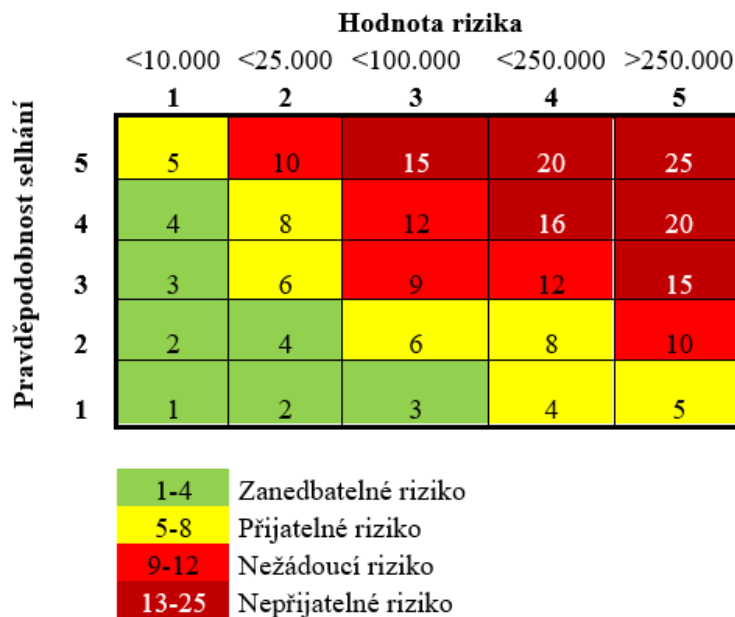 Hodnota rizika
<10.000 <25.000 <100.000 <250.000 >250.000
1 2 3 4 5
Pravděpodobnost selhání
5 5 10 15 20 25
4 4 8 12 16 20
3 3 6 9 12 15
2 2 4 6 8 10
1 1 2 3 4 5
1-4 Zanedbatelné riziko
5-8 Přijatelné riziko
9-12 Nežádoucí riziko
13-25 Nepřijatelné riziko